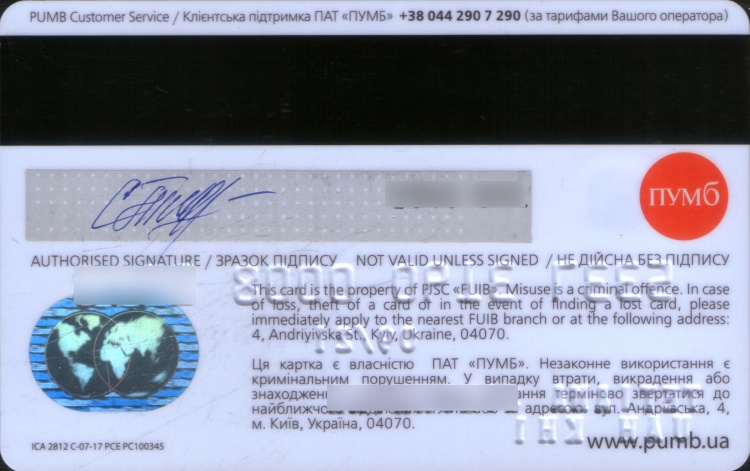 PUMB Customer Service / Клієнтська підтримка ПАТ «ПУМБ» +38 044 290 7 290 (за тарифами Вашого оператора)
ПУМБ
AUTHORISED SIGNATURE / ЗРАЗОК ПІДПИСУ NOT VALID UNLESS SIGNED / НЕ ДІЙСНА БЕЗ ПІДПИСУ
This card is the property of PJSC «FUIB». Misuse is a criminal offence. In case
of loss, theft of a card or in the event of finding a lost card, please
immediately apply to the nearest FUIB branch or at the following address:
4, Andriyivska st., Kyiv, Ukraine, 04070.
Ця картка є власністю ПАТ «ПУМБ». Незаконне використання є
кримінальним порушенням. У випадку втрати, викрадення або
терміново звертатися до
адресою: вул. Андріївська, 4,
м. Київ, Україна, 04070.
www.pumb.ua
ICA 2812 C-07-17 PCE PC100345